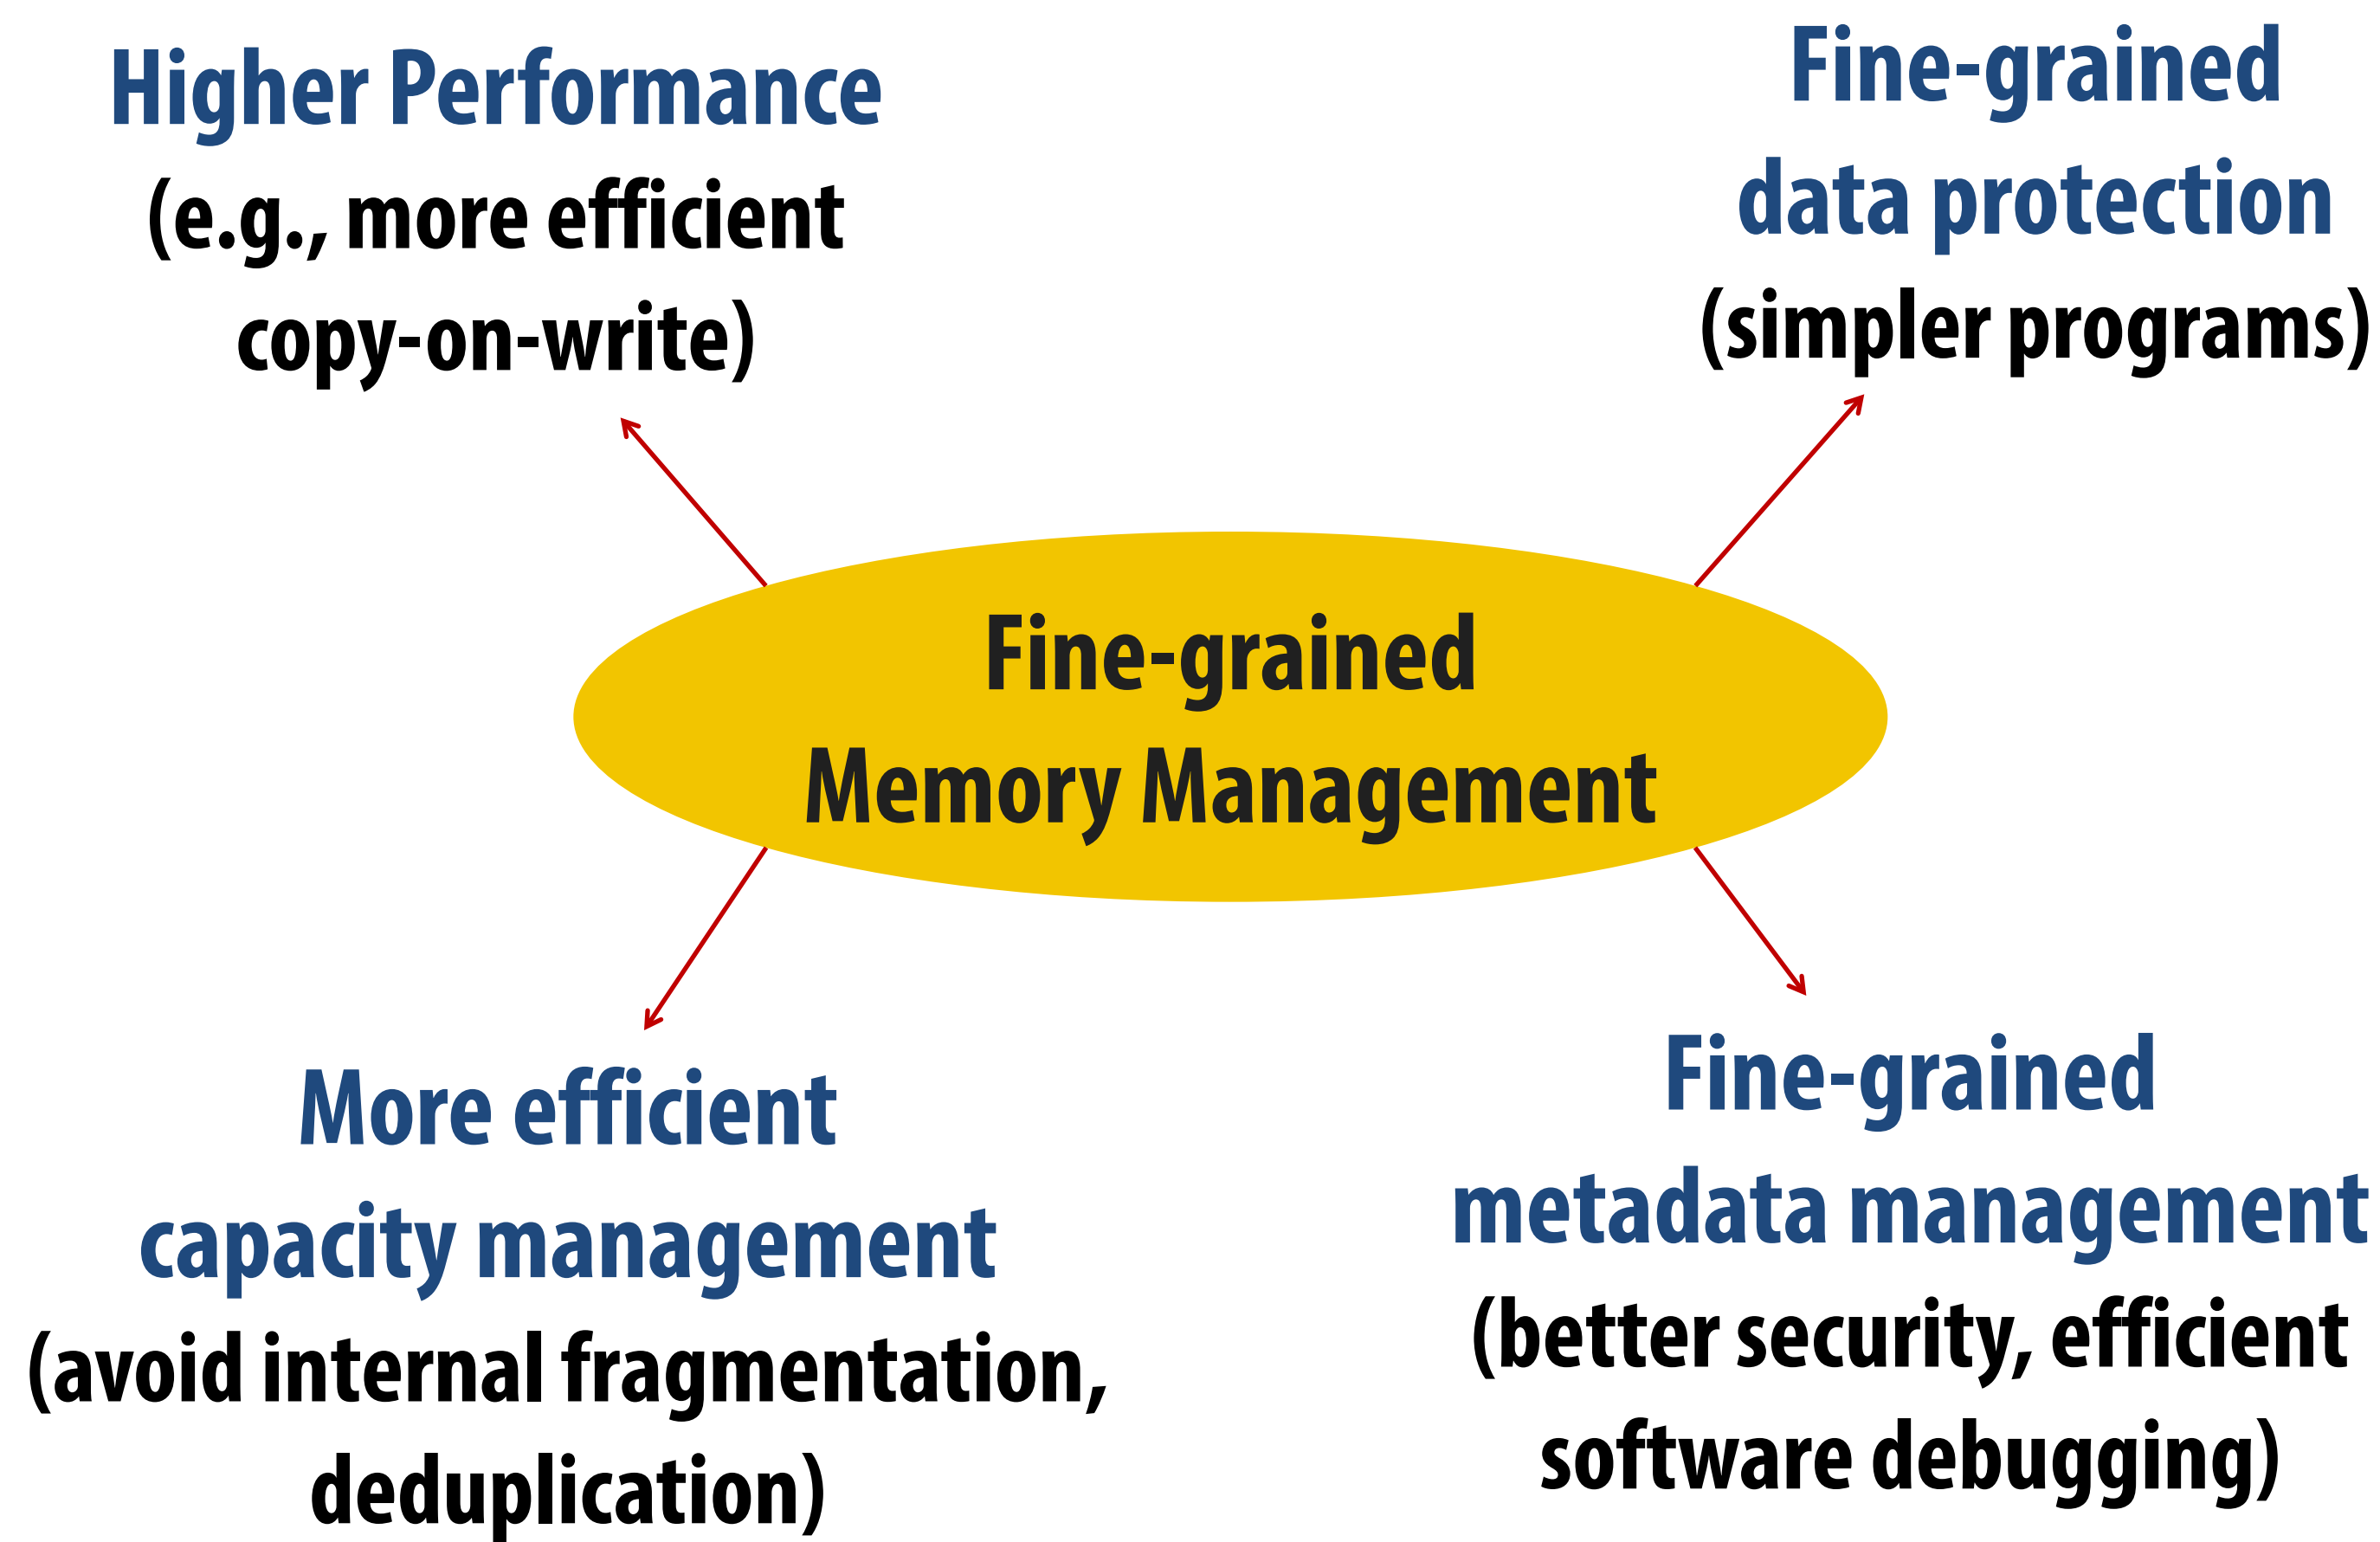 Higher Performance
(e.g., more efficient
copy-on-write)
Fine-grained
data protection
(simpler programs)
Fine-grained
Memory Management
More efficient
capacity management
(avoid internal fragmentation,
deduplication)
Fine-grained
metadata management
(better security, efficient
software debugging)